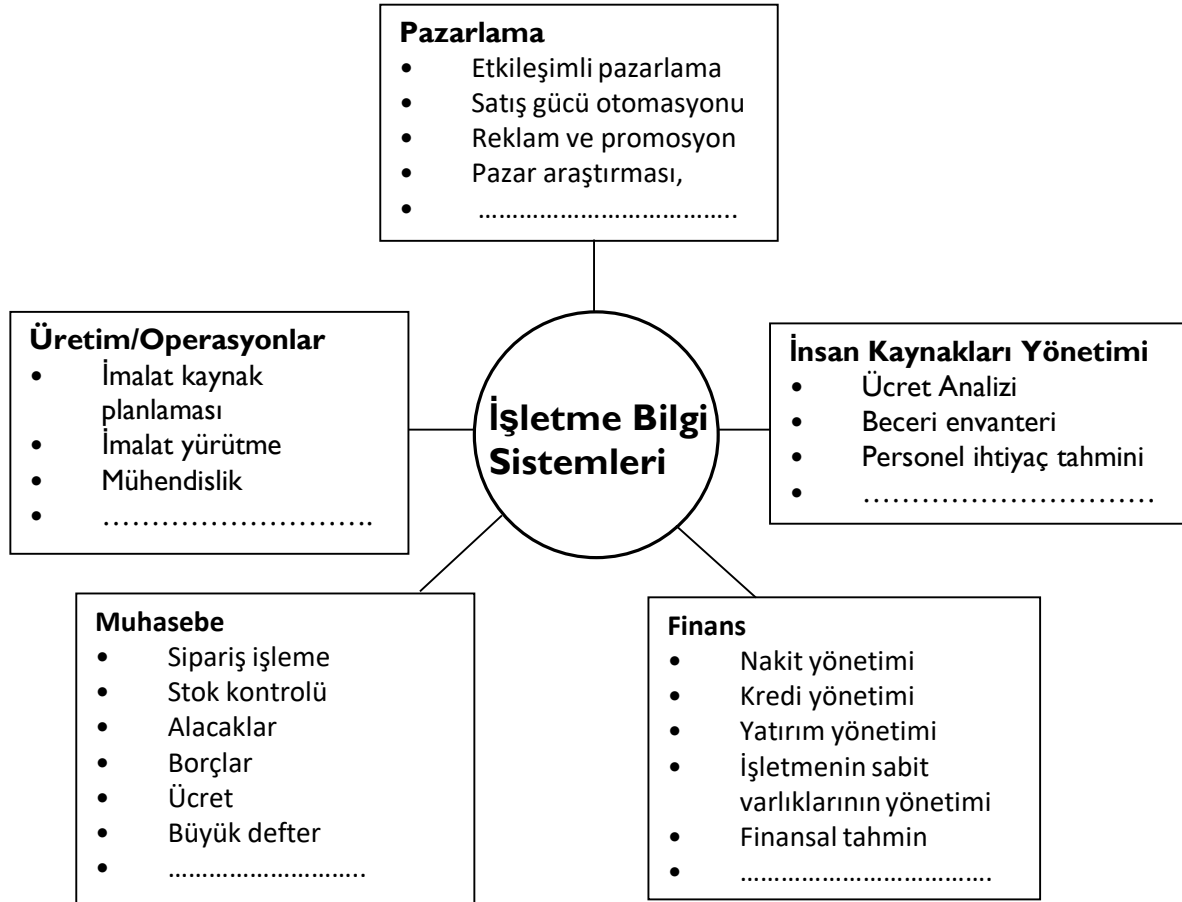 Pazarlama
• Etkileşimli pazarlama
• Satış gücü otomasyonu
• Reklam ve promosyon
• Pazar araştırması,
• ………………………………..
Üretim/Operasyonlar
• İmalat kaynak
planlaması
• İmalat yürütme
• Mühendislik
• ………………………..
İşletme Bilgi
Sistemleri
İnsan Kaynakları Yönetimi
• Ücret Analizi
• Beceri envanteri
• Personel ihtiyaç tahmini
• …………………………
Muhasebe
• Sipariş işleme
• Stok kontrolü
• Alacaklar
• Borçlar
• Ücret
• Büyük defter
• ………………………..
Finans
• Nakit yönetimi
• Kredi yönetimi
• Yatırım yönetimi
• İşletmenin sabit
varlıklarının yönetimi
• Finansal tahmin
• ……………………………….